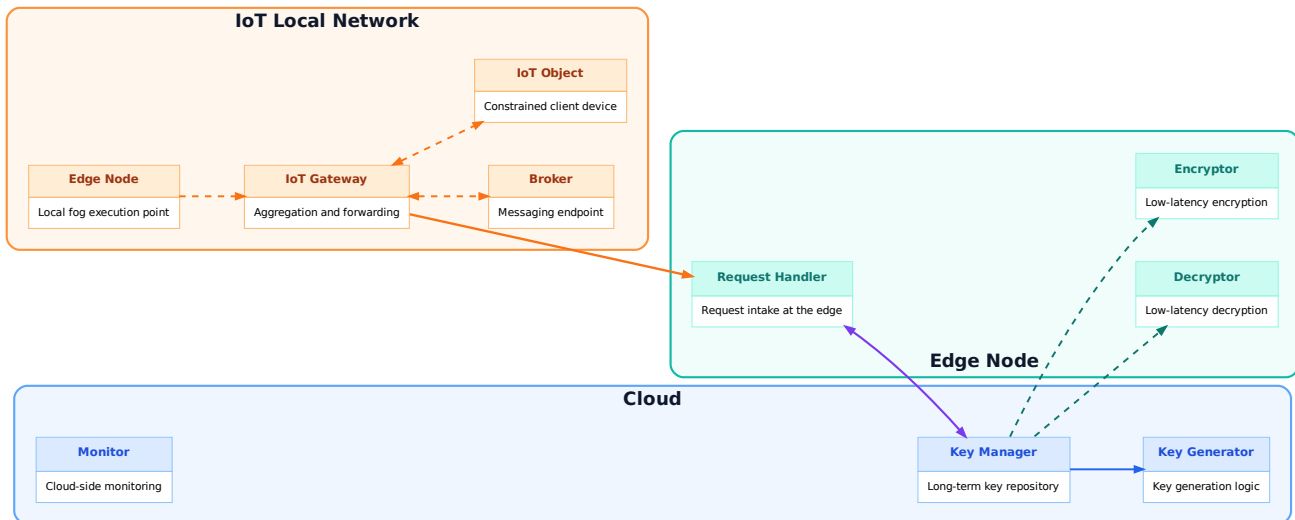 IoT Local Network
IoT Object
Constrained client device
Edge Node
Local fog execution point
IoT Gateway
Aggregation and forwarding
Broker
Messaging endpoint
Encryptor
Low-latency encryption
Request Handler
Request intake at the edge
Decryptor
Low-latency decryption
Edge Node
Cloud
Monitor
Cloud-side monitoring
Key Manager
Long-term key repository
Key Generator
Key generation logic